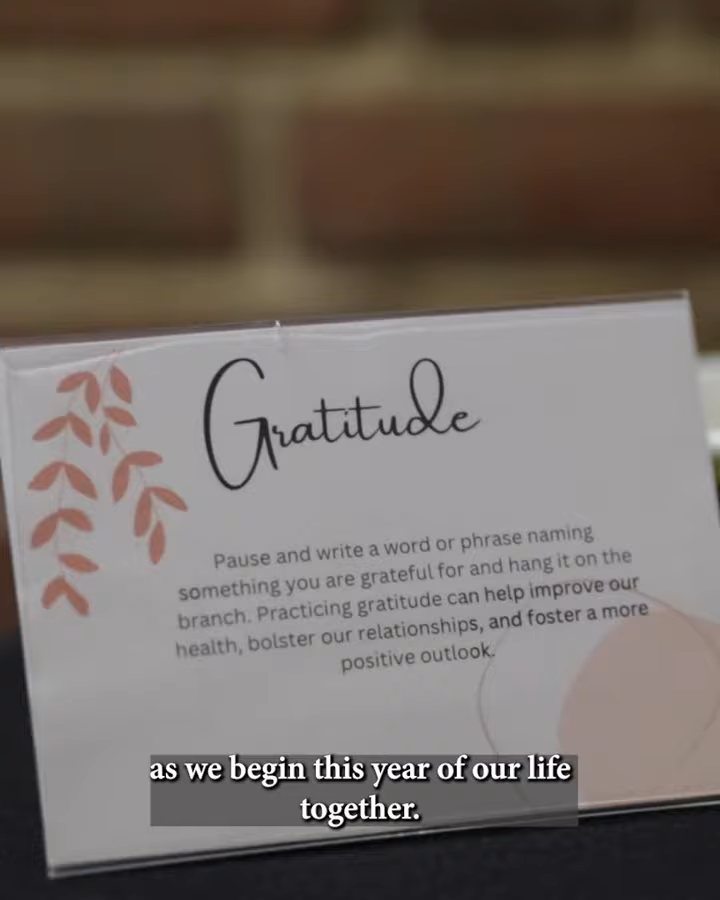 Gratitude
Pause and write a word or phrase naming
something you are grateful for and hang it on the
branch. Practicing gratitude can help improve our
health, bolster our relationships, and foster a more
positive outlook.
as we begin this year of our life
together.